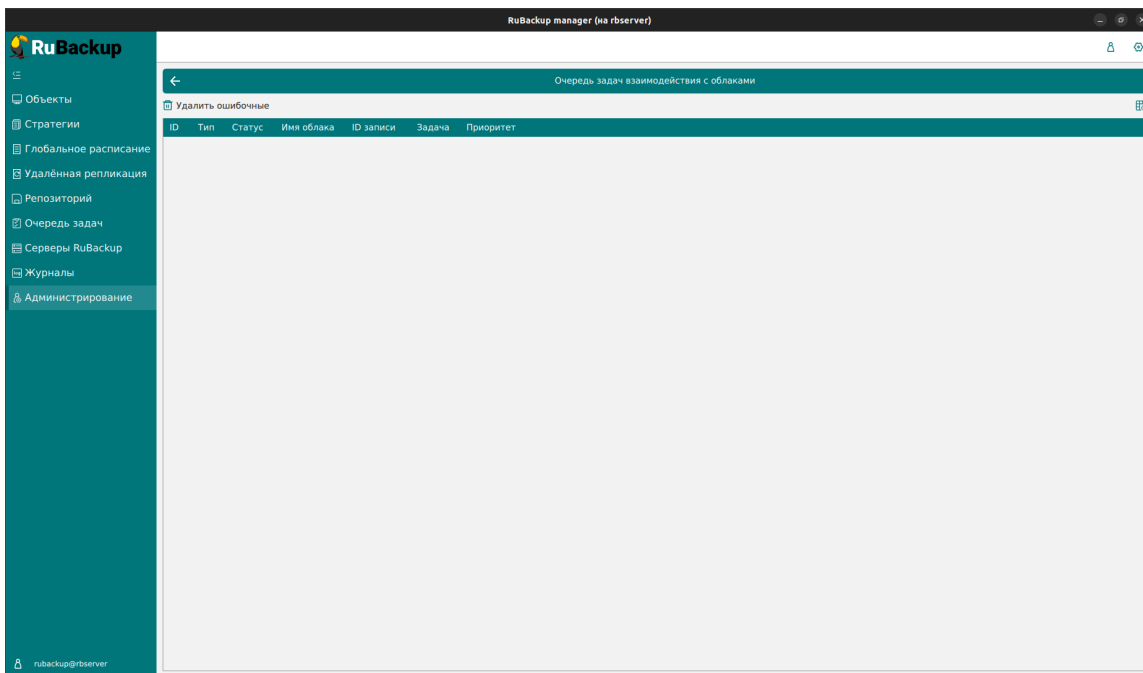 RuBackup manager (на rbserver)
RuBackup
Очередь задач взаимодействия с облаками
Объекты
Удалить ошибочные
Стратегии
ID Тип Статус Имя облака ID записи Задача Приоритет
Глобальное расписание
Удалённая репликация
Репозиторий
Очередь задач
Серверы RuBackup
Журналы
Администрирование
rubackup@rbserver